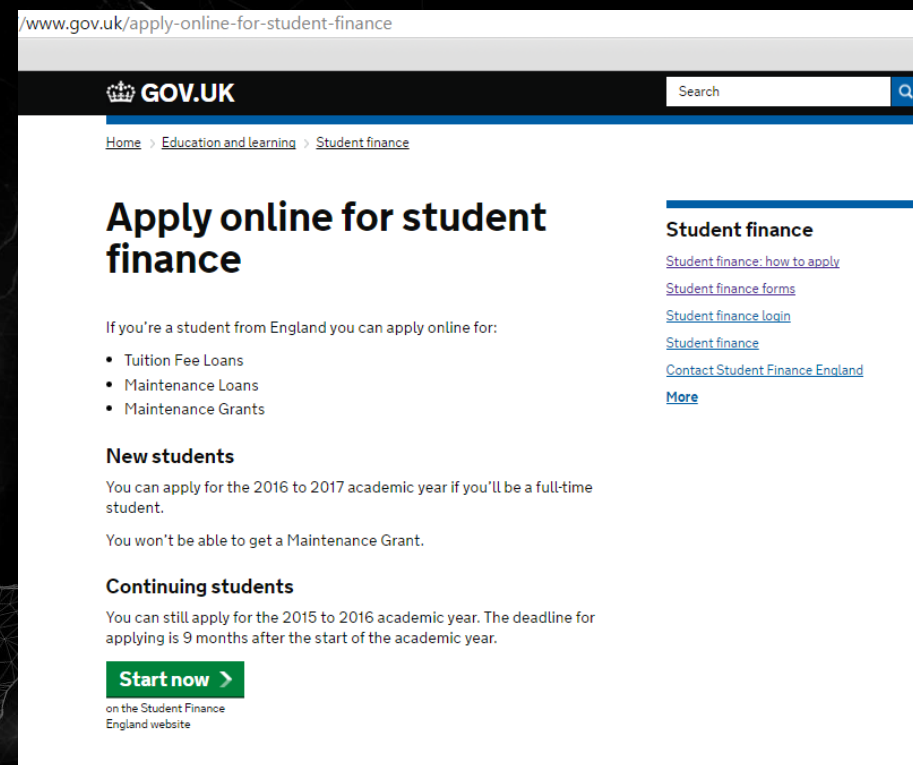 /www.gov.uk/apply-online-for-student-finance
GOV.UK
Search
Home > Education and learning > Student finance
Apply online for student
finance
If you're a student from England you can apply online for:
• Tuition Fee Loans
• Maintenance Loans
• Maintenance Grants
New students
You can apply for the 2016 to 2017 academic year if you'll be a full-time
student.
You won't be able to get a Maintenance Grant.
Continuing students
You can still apply for the 2015 to 2016 academic year. The deadline for
applying is 9 months after the start of the academic year.
Start now >
on the Student Finance
England website
Student finance
Student finance: how to apply
Student finance forms
Student finance login
Student finance
Contact Student Finance England
More